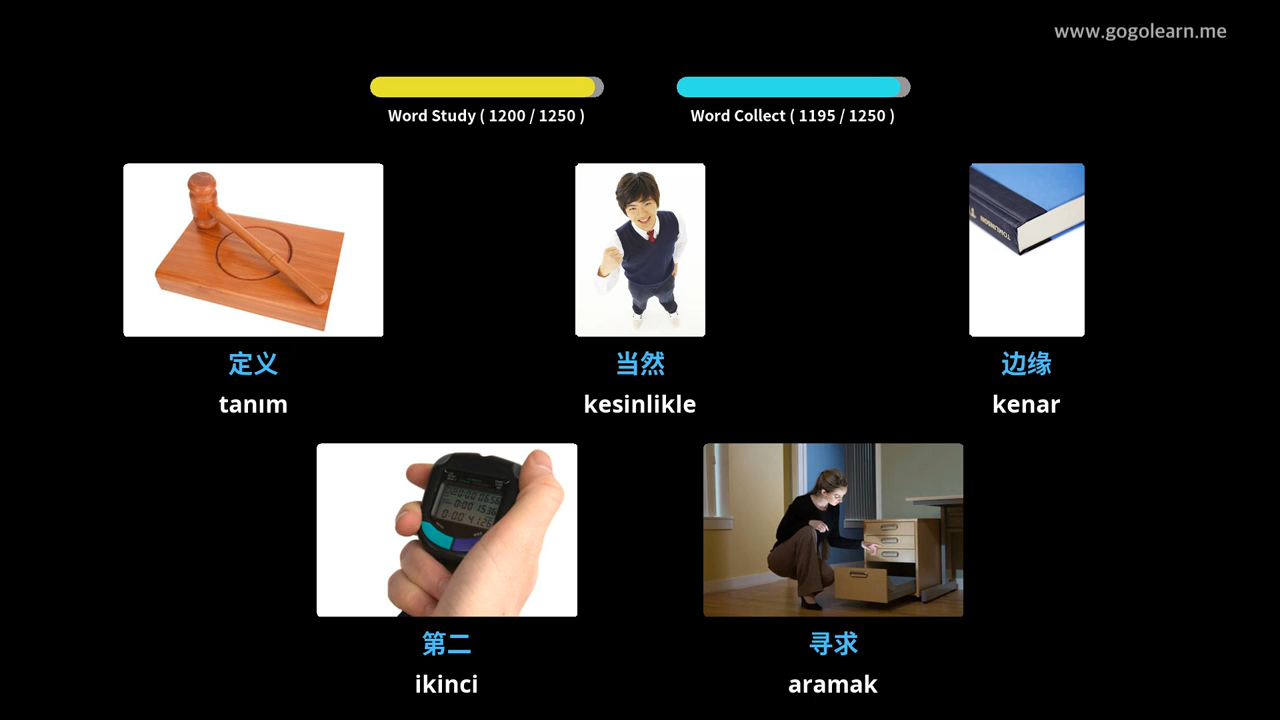 www.gogolearn.me
Word Study ( 1200 / 1250 )
Word Collect ( 1195 / 1250 )
定义
tanım
当然
kesinlikle
TOMLINSON
边缘
kenar
第二
ikinci
寻求
aramak